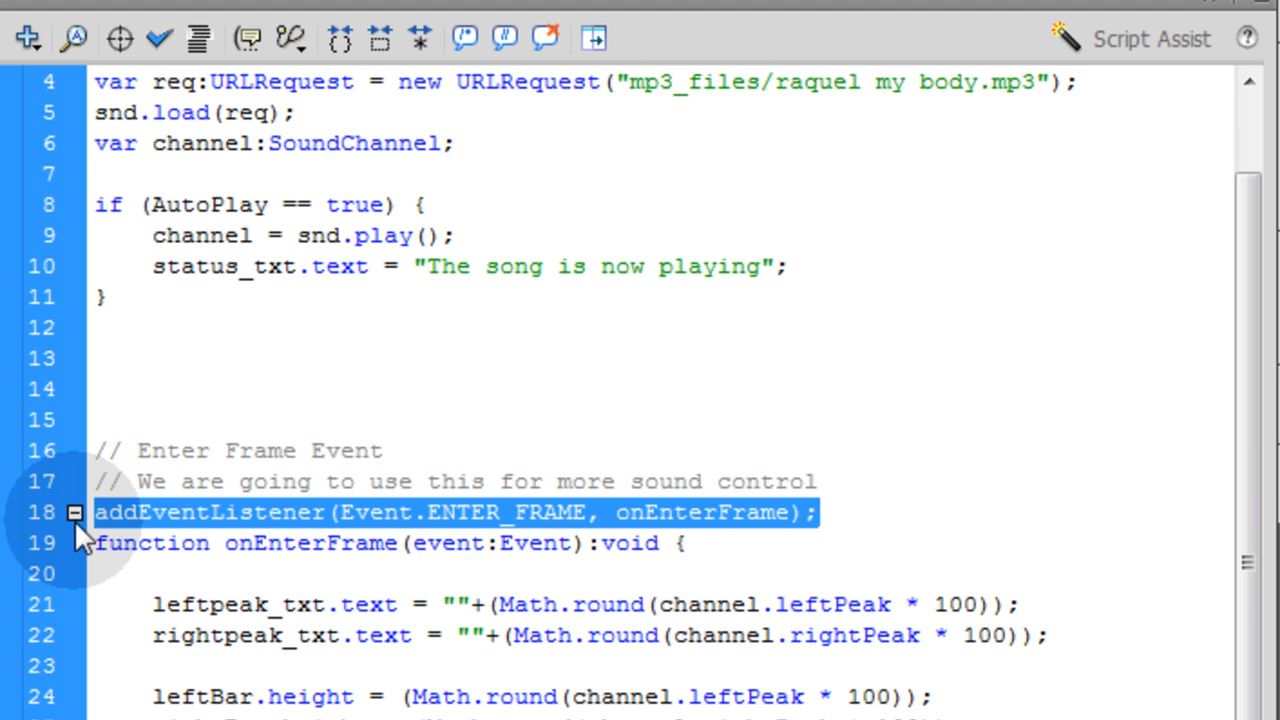 Script Assist
4 var req:URLRequest = new URLRequest("mp3_files/raquel my body.mp3");
5 snd.load(req);
6 var channel:SoundChannel;
7
8 if (AutoPlay == true) {
9 channel = snd.play();
10 status_txt.text = "The song is now playing";
11 }
12
13
14
15
16 // Enter Frame Event
17 // We are going to use this for more sound control
18 addEventListener(Event.ENTER_FRAME, onEnterFrame);
19 function onEnterFrame(event:Event):void {
20
21 leftpeak_txt.text = ""+(Math.round(channel.leftPeak * 100));
22 rightpeak_txt.text = ""+(Math.round(channel.rightPeak * 100));
23
24 leftBar.height = (Math.round(channel.leftPeak * 100));